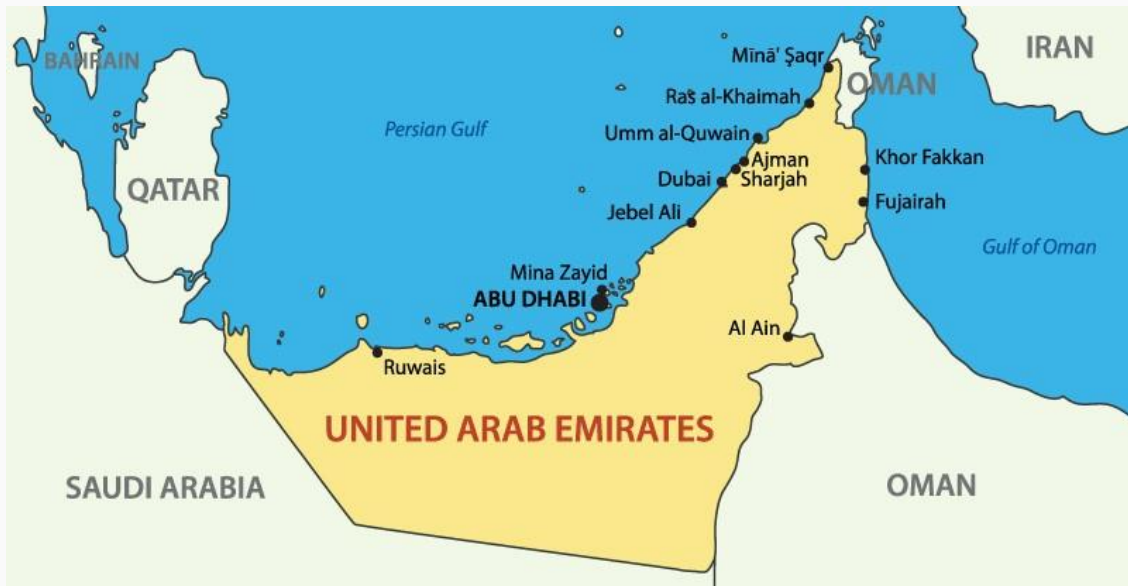 BAHRAIN
IRAN
Mīnā' Şaqr
OMAN
Ras al-Khaimah
Persian Gulf
Umm al-Quwain
Ajman
Khor Fakkan
Sharjah
Dubai
QATAR
Fujairah
Jebel Ali
Gulf of Oman
Mina Zayid
ABU DHABI
Al Ain
Ruwais
UNITED ARAB EMIRATES
SAUDI ARABIA
OMAN